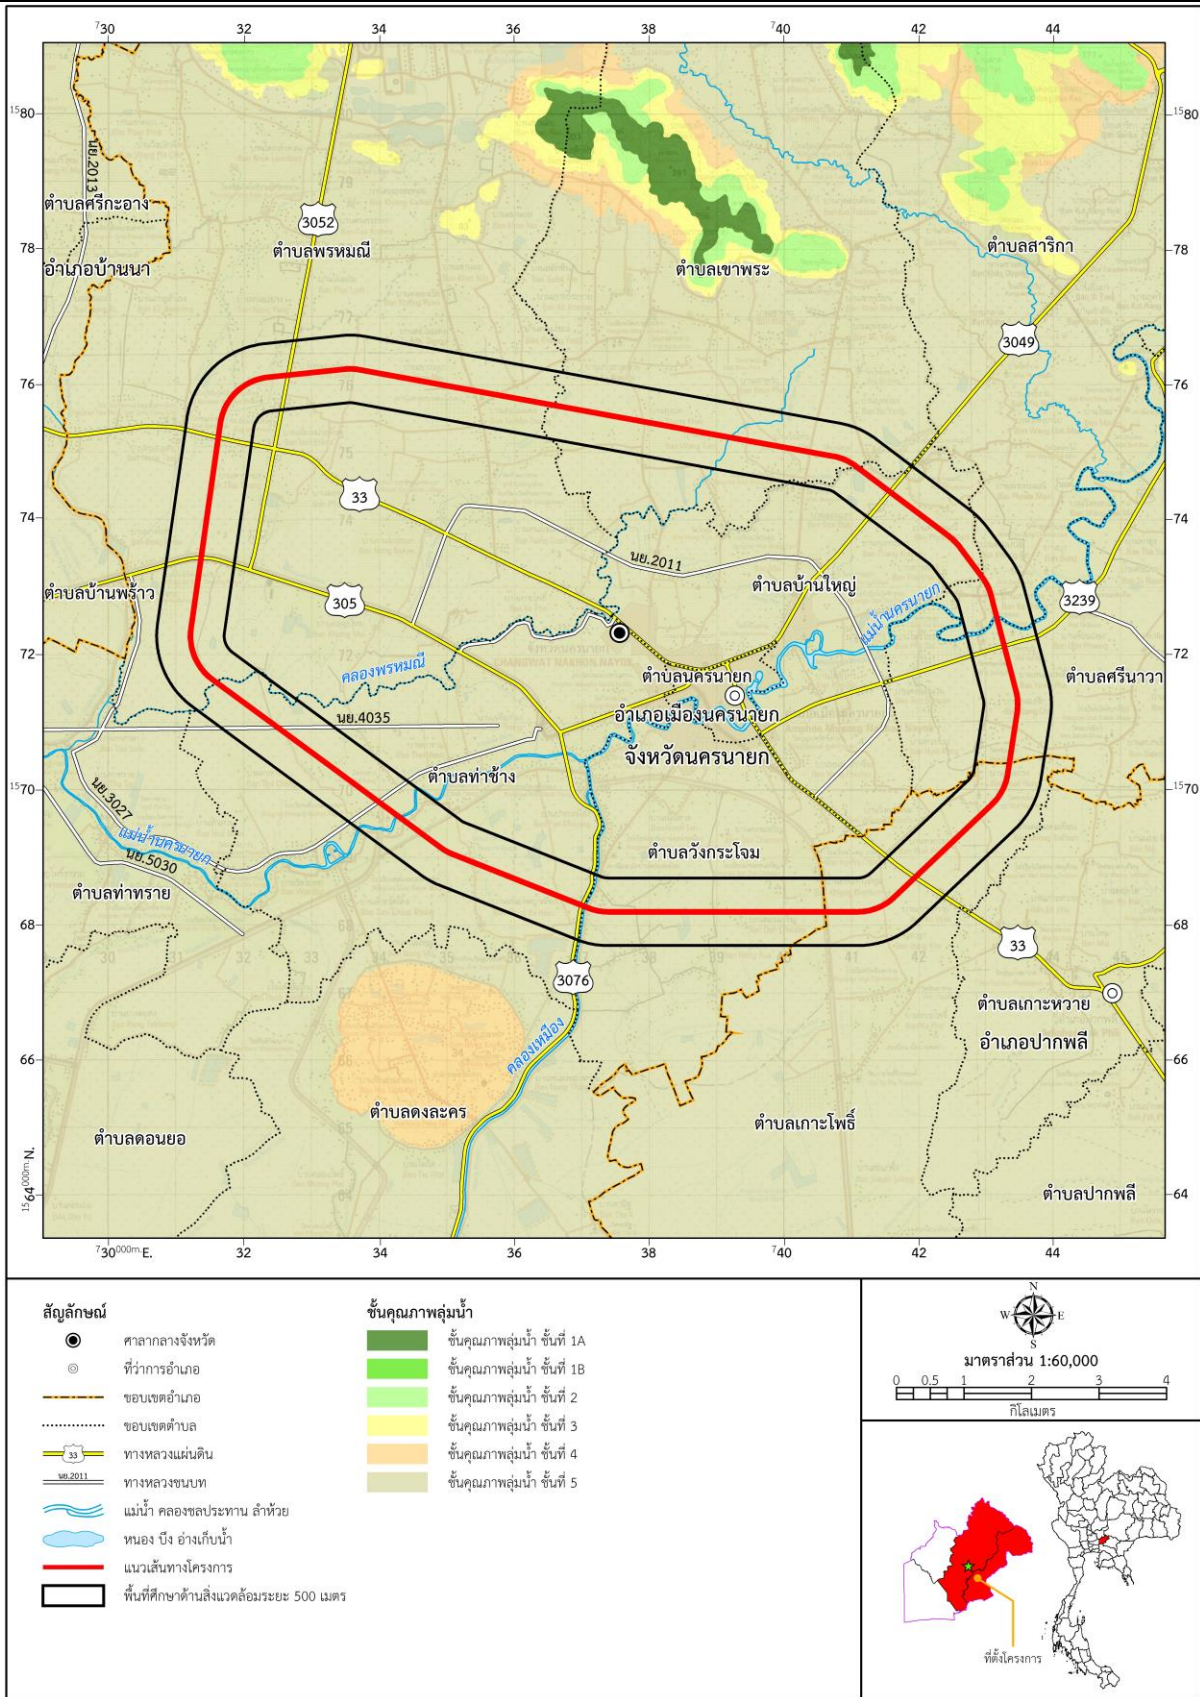 ⁷30 32 34 36 38 ⁷40 42 44
¹⁵80 ¹⁵80
นย.2013
ตำบลศรีกะอาง
3052
78 ตำบลพรหมณี 78
ตำบลสาริกา
อำเภอบ้านนา
ตำบลเขาพระ
3049
76 76
33
74 74
นย.2011
ตำบลบ้านใหญ่
ตำบลบ้านพร้าว
305
3239
แม่น้ำนครนายก
72 72
คลองพรหมณี
ตำบลนครนายก
ตำบลศรีนาวา
นย.4035
อำเภอเมืองนครนายก
จังหวัดนครนายก
ตำบลท่าช้าง
¹⁵70 ¹⁵70
นย.3027
แม่น้ำนครนายก
นย.5030
ตำบลวังกระโจม
ตำบลท่าทราย
68 68
33
3076
ตำบลเกาะหวาย
อำเภอปากพลี
คลองเหมือง
66 66
ตำบลดงละคร
ตำบลเกาะโพธิ์
ตำบลดอนยอ
ตำบลปากพลี
¹⁵64⁰⁰⁰ᵐ·N. 64
⁷30⁰⁰⁰ᵐ·E. 32 34 36 38 ⁷40 42 44
สัญลักษณ์
ศาลากลางจังหวัด
ที่ว่าการอำเภอ
ขอบเขตอำเภอ
ขอบเขตตำบล
33 ทางหลวงแผ่นดิน
นย.2011 ทางหลวงชนบท
แม่น้ำ คลองชลประทาน ลำห้วย
หนอง บึง อ่างเก็บน้ำ
แนวเส้นทางโครงการ
พื้นที่ศึกษาด้านสิ่งแวดล้อมระยะ 500 เมตร
ชั้นคุณภาพลุ่มน้ำ
ชั้นคุณภาพลุ่มน้ำ ชั้นที่ 1A
ชั้นคุณภาพลุ่มน้ำ ชั้นที่ 1B
ชั้นคุณภาพลุ่มน้ำ ชั้นที่ 2
ชั้นคุณภาพลุ่มน้ำ ชั้นที่ 3
ชั้นคุณภาพลุ่มน้ำ ชั้นที่ 4
ชั้นคุณภาพลุ่มน้ำ ชั้นที่ 5
N
W E
S
มาตราส่วน 1:60,000
0 0.5 1 2 3 4
กิโลเมตร
ที่ตั้งโครงการ